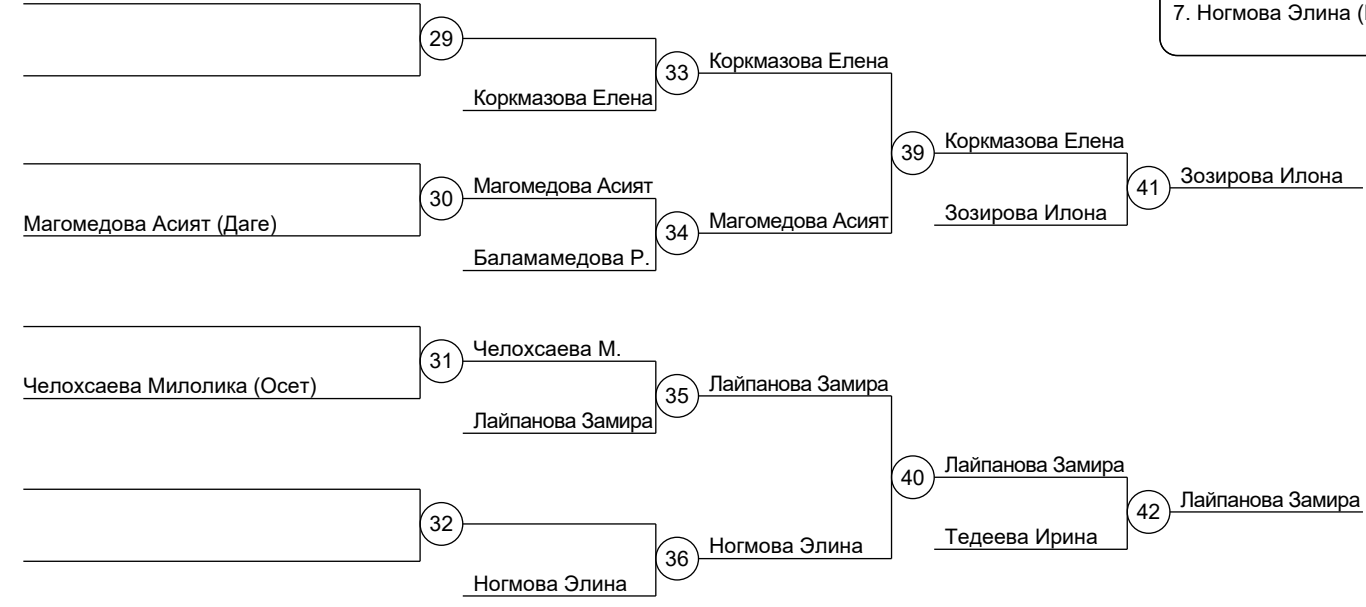 7. Ногмова Элина (
29
Коркмазова Елена
33
Коркмазова Елена
39
Коркмазова Елена
41
Зозирова Илона
Зозирова Илона
30
Магомедова Асият
Магомедова Асият (Даге)
34
Магомедова Асият
Баламамедова Р.
31
Челохсаева М.
Челохсаева Милолика (Осет)
35
Лайпанова Замира
Лайпанова Замира
40
Лайпанова Замира
42
Лайпанова Замира
Тедеева Ирина
32
36
Ногмова Элина
Ногмова Элина